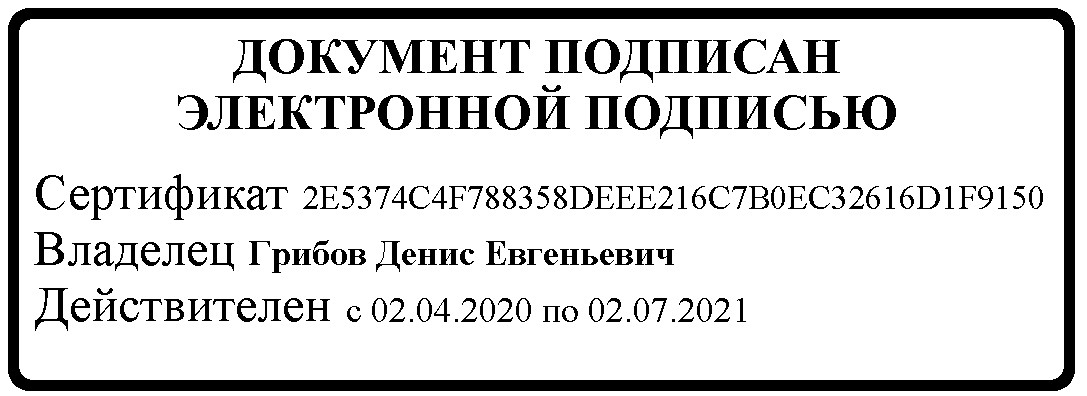 ДОКУМЕНТ ПОДПИСАН
ЭЛЕКТРОННОЙ ПОДПИСЬЮ
Сертификат 2E5374C4F788358DEEE216C7B0EC32616D1F9150
Владелец Грибов Денис Евгеньевич
Действителен с 02.04.2020 по 02.07.2021